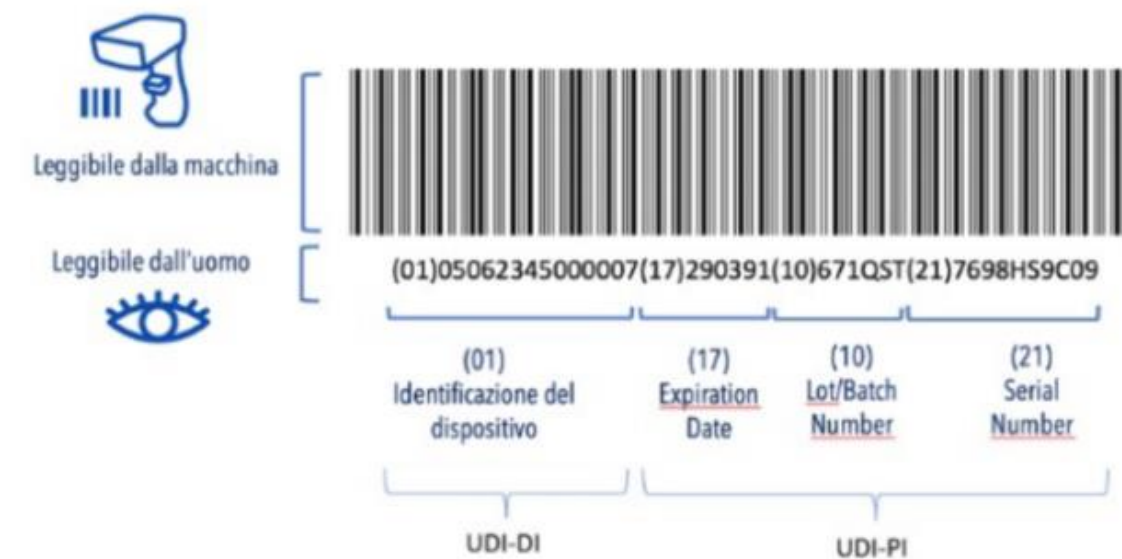 Leggibile dalla macchina
Leggibile dall'uomo
(01)05062345000007(17)290391(10)671QST(21)7698HS9C09
(01)
Identificazione del
dispositivo
(17)
Expiration
Date
(10)
Lot/Batch
Number
(21)
Serial
Number
UDI-DI
UDI-PI